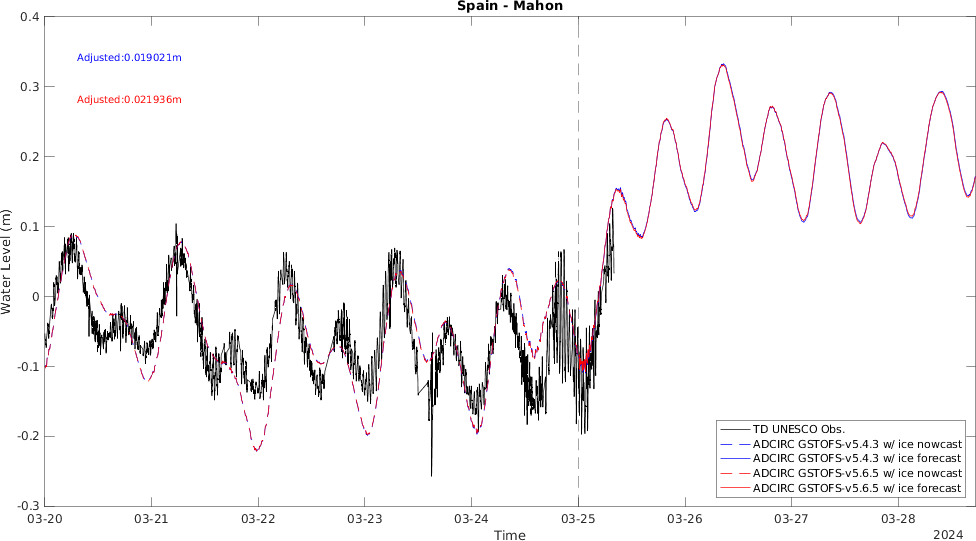 Spain - Mahon
Adjusted:0.019021m
Adjusted:0.021936m
Water Level (m)
0.4
0.3
0.2
0.1
0
-0.1
-0.2
-0.3
TD UNESCO Obs.
ADCIRC GSTOFS-v5.4.3 w/ ice nowcast
ADCIRC GSTOFS-v5.4.3 w/ ice forecast
ADCIRC GSTOFS-v5.6.5 w/ ice nowcast
ADCIRC GSTOFS-v5.6.5 w/ ice forecast
03-20 03-21 03-22 03-23 03-24 03-25 03-26 03-27 03-28
Time
2024